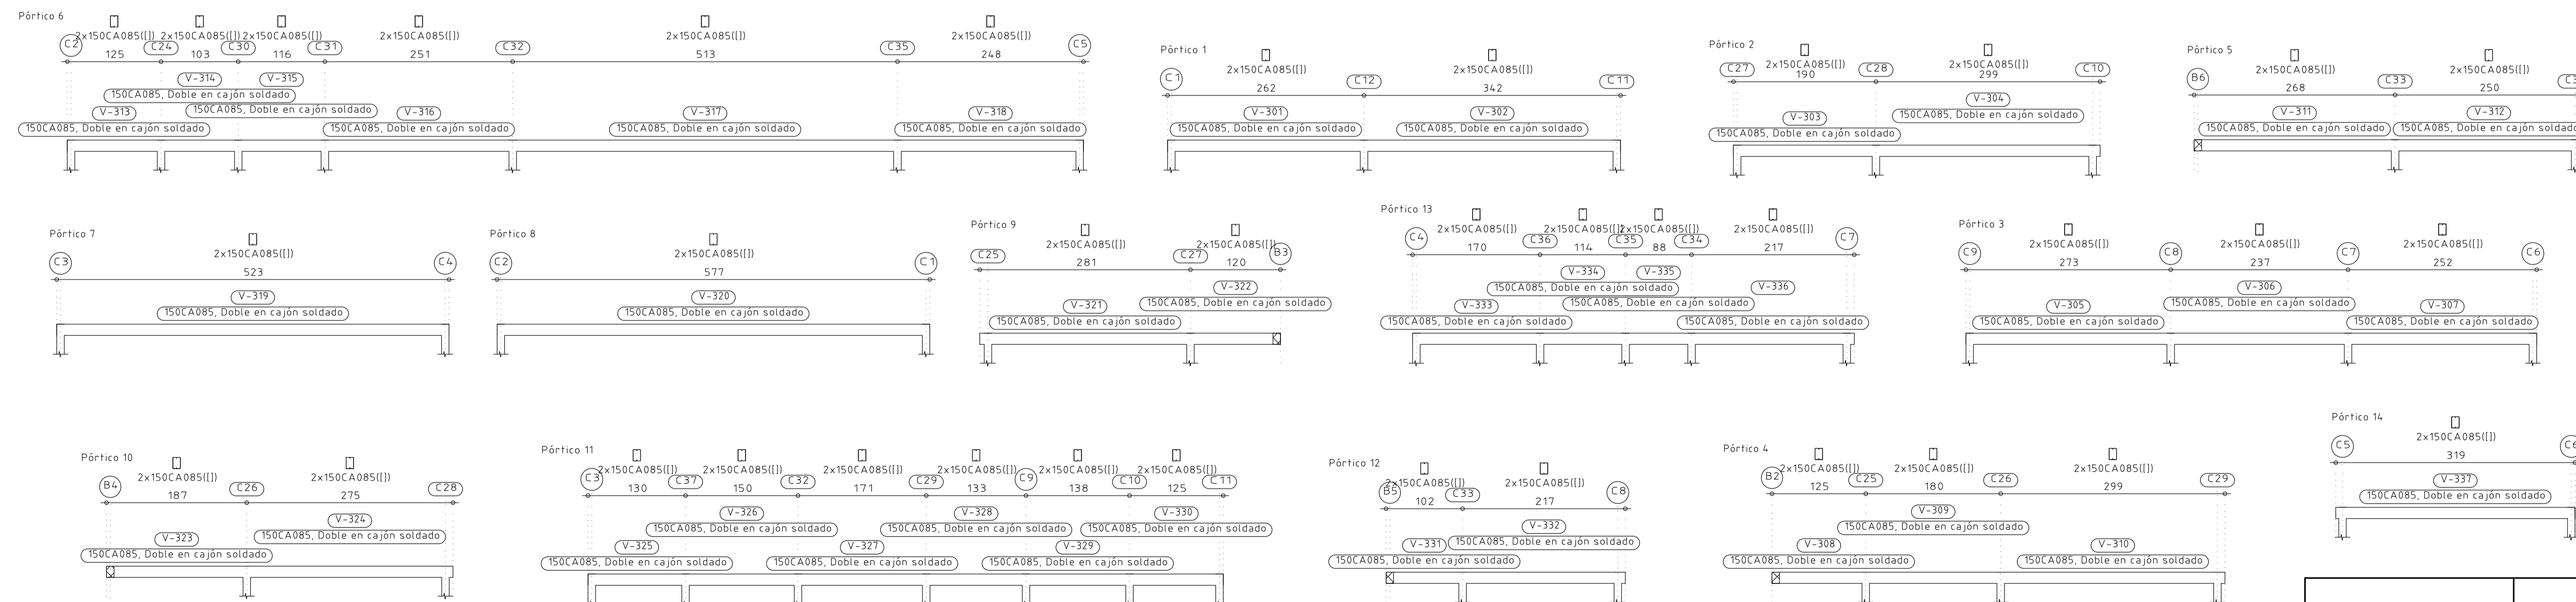 Pórtico 6
2x150CA085([]) 2x150CA085([]) 2x150CA085([]) 2x150CA085([]) 2x150CA085([]) 2x150CA085([])
C2 C24 C30 C31 C32 C35 C5
125 103 116 251 513 248
V-314 V-315
150CA085, Doble en cajón soldado
150CA085, Doble en cajón soldado
V-313 V-316 V-317 V-318
150CA085, Doble en cajón soldado 150CA085, Doble en cajón soldado 150CA085, Doble en cajón soldado 150CA085, Doble en cajón soldado
Pórtico 1
2x150CA085([]) 2x150CA085([])
C1 C12 C11
262 342
V-301 V-302
150CA085, Doble en cajón soldado 150CA085, Doble en cajón soldado
Pórtico 2
2x150CA085([]) 2x150CA085([])
C27 C28 C10
190 299
V-304
150CA085, Doble en cajón soldado
V-303
150CA085, Doble en cajón soldado
Pórtico 5
2x150CA085([]) 2x150CA085([])
B6 C33
268 250
V-311 V-312
150CA085, Doble en cajón soldado 150CA085, Doble en cajón
Pórtico 7
2x150CA085([])
C3 C4
523
V-319
150CA085, Doble en cajón soldado
Pórtico 8
2x150CA085([])
C2 C1
577
V-320
150CA085, Doble en cajón soldado
Pórtico 9
2x150CA085([]) 2x150CA085([])
C25 C27 B3
281 120
V-322
150CA085, Doble en cajón soldado
V-321
150CA085, Doble en cajón soldado
Pórtico 13
2x150CA085([]) 2x150CA085([]) 2x150CA085([]) 2x150CA085([])
C4 C36 C35 C34 C7
170 114 88 217
V-334 V-335
150CA085, Doble en cajón soldado V-336
150CA085, Doble en cajón soldado
V-333
150CA085, Doble en cajón soldado 150CA085, Doble en cajón soldado
Pórtico 3
2x150CA085([]) 2x150CA085([]) 2x150CA085([])
C9 C8 C7 C6
273 237 252
V-306
150CA085, Doble en cajón soldado
V-305 V-307
150CA085, Doble en cajón soldado 150CA085, Doble en cajón soldado
Pórtico 10
2x150CA085([]) 2x150CA085([])
B4 C26 C28
187 275
V-324
150CA085, Doble en cajón soldado
V-323
150CA085, Doble en cajón soldado
Pórtico 11
2x150CA085([]) 2x150CA085([]) 2x150CA085([]) 2x150CA085([]) 2x150CA085([]) 2x150CA085([])
C3 C37 C32 C29 C9 C10 C11
130 150 171 133 138 125
V-326 V-328 V-330
150CA085, Doble en cajón soldado 150CA085, Doble en cajón soldado 150CA085, Doble en cajón soldado
V-325 V-327 V-329
150CA085, Doble en cajón soldado 150CA085, Doble en cajón soldado 150CA085, Doble en cajón soldado
Pórtico 12
2x150CA085([]) 2x150CA085([])
B5 C33 C8
102 217
V-332
150CA085, Doble en cajón soldado
V-331
150CA085, Doble en cajón soldado
Pórtico 4
2x150CA085([]) 2x150CA085([]) 2x150CA085([])
B2 C25 C26 C29
125 180 299
V-309
150CA085, Doble en cajón soldado
V-308 V-310
150CA085, Doble en cajón soldado 150CA085, Doble en cajón soldado
Pórtico 14
2x150CA085([])
C5
319
V-337
150CA085, Doble en cajón soldado